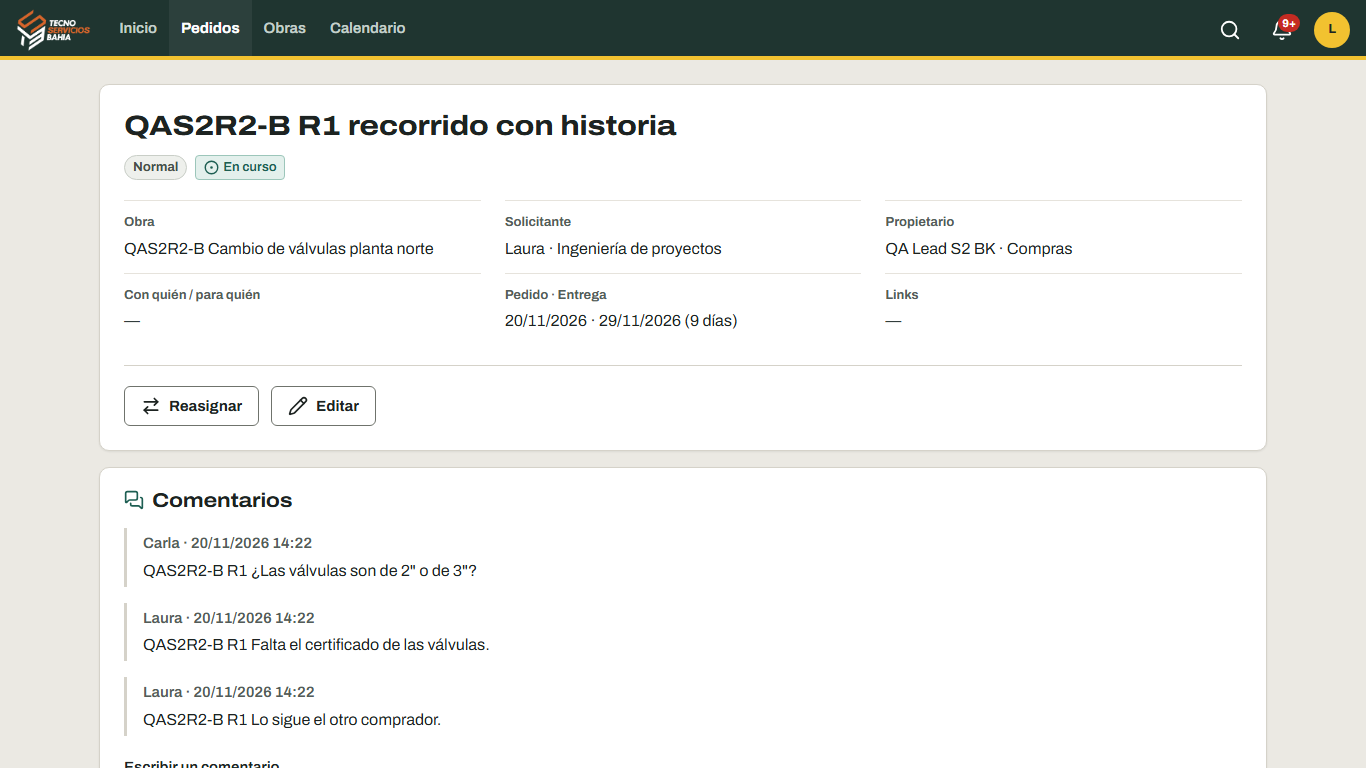 TECNO
SERVICIOS
BAHIA
Inicio
Pedidos
Obras
Calendario
9+
L
QAS2R2-B R1 recorrido con historia
Normal
En curso
Obra
QAS2R2-B Cambio de válvulas planta norte
Solicitante
Laura · Ingeniería de proyectos
Propietario
QA Lead S2 BK · Compras
Con quién / para quién
—
Pedido · Entrega
20/11/2026 · 29/11/2026 (9 días)
Links
—
Reasignar
Editar
Comentarios
Carla · 20/11/2026 14:22
QAS2R2-B R1 ¿Las válvulas son de 2" o de 3"?
Laura · 20/11/2026 14:22
QAS2R2-B R1 Falta el certificado de las válvulas.
Laura · 20/11/2026 14:22
QAS2R2-B R1 Lo sigue el otro comprador.
Escribir un comentario